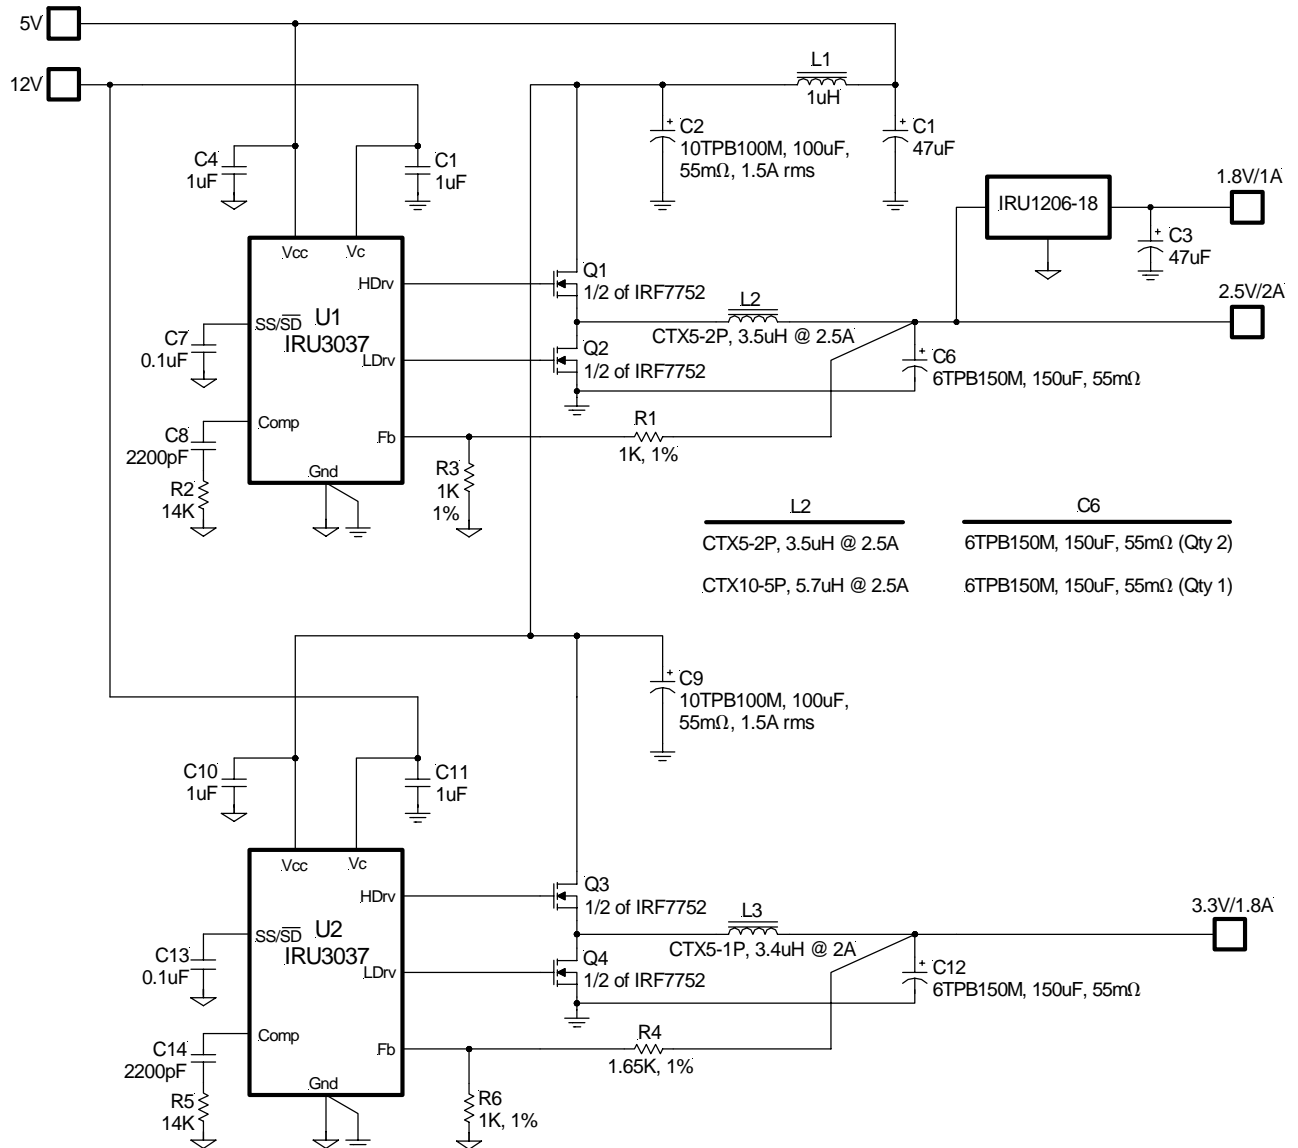 5V
12V
L1
1uH
C4
1uF
C1
1uF
C2
10TPB100M, 100uF,
55mΩ, 1.5A rms
C1
47uF
IRU1206-18
1.8V/1A
C3
47uF
Vcc
Vc
HDrv
U1
IRU3037
SS/SD
LDrv
Comp
Fb
Gnd
C7
0.1uF
C8
2200pF
R2
14K
Q1
1/2 of IRF7752
Q2
1/2 of IRF7752
L2
CTX5-2P, 3.5uH @ 2.5A
2.5V/2A
C6
6TPB150M, 150uF, 55mΩ
R1
1K, 1%
R3
1K
1%
L2 C6
CTX5-2P, 3.5uH @ 2.5A 6TPB150M, 150uF, 55mΩ (Qty 2)
CTX10-5P, 5.7uH @ 2.5A 6TPB150M, 150uF, 55mΩ (Qty 1)
C9
10TPB100M, 100uF,
55mΩ, 1.5A rms
C10
1uF
C11
1uF
Vcc
Vc
HDrv
U2
IRU3037
SS/SD
LDrv
Comp
Fb
Gnd
C13
0.1uF
C14
2200pF
R5
14K
Q3
1/2 of IRF7752
Q4
1/2 of IRF7752
L3
CTX5-1P, 3.4uH @ 2A
3.3V/1.8A
C12
6TPB150M, 150uF, 55mΩ
R4
1.65K, 1%
R6
1K, 1%